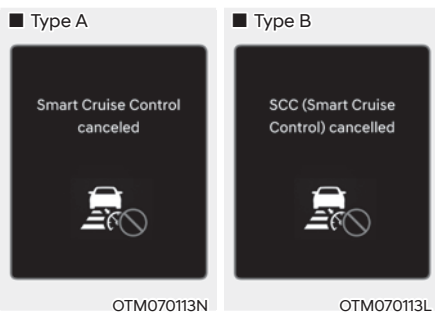 ■ Type A
Smart Cruise Control
canceled
OTM070113N
■ Type B
SCC (Smart Cruise
Control) cancelled
OTM070113L